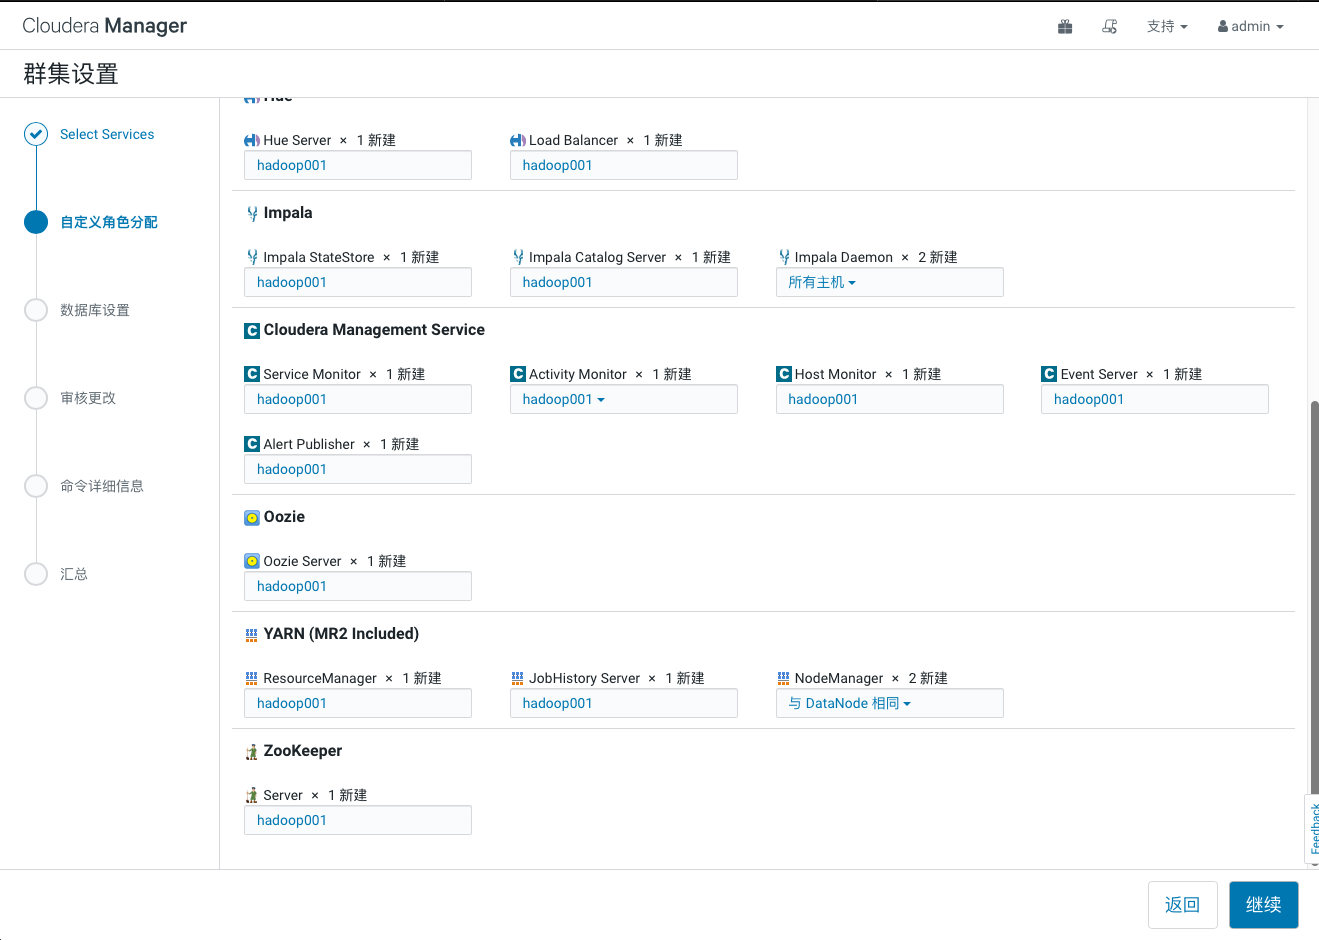 Cloudera Manager
支持
admin
群集设置
Select Services
自定义角色分配
数据库设置
审核更改
命令详细信息
汇总
Hue
Hue Server × 1 新建
Load Balancer × 1 新建
hadoop001
hadoop001
Impala
Impala StateStore × 1 新建
Impala Catalog Server × 1 新建
Impala Daemon × 2 新建
hadoop001
hadoop001
所有主机
Cloudera Management Service
Service Monitor × 1 新建
Activity Monitor × 1 新建
Host Monitor × 1 新建
Event Server × 1 新建
hadoop001
hadoop001
hadoop001
hadoop001
Alert Publisher × 1 新建
hadoop001
Oozie
Oozie Server × 1 新建
hadoop001
YARN (MR2 Included)
ResourceManager × 1 新建
JobHistory Server × 1 新建
NodeManager × 2 新建
hadoop001
hadoop001
与 DataNode 相同
ZooKeeper
Server × 1 新建
hadoop001
Feedback
返回
继续